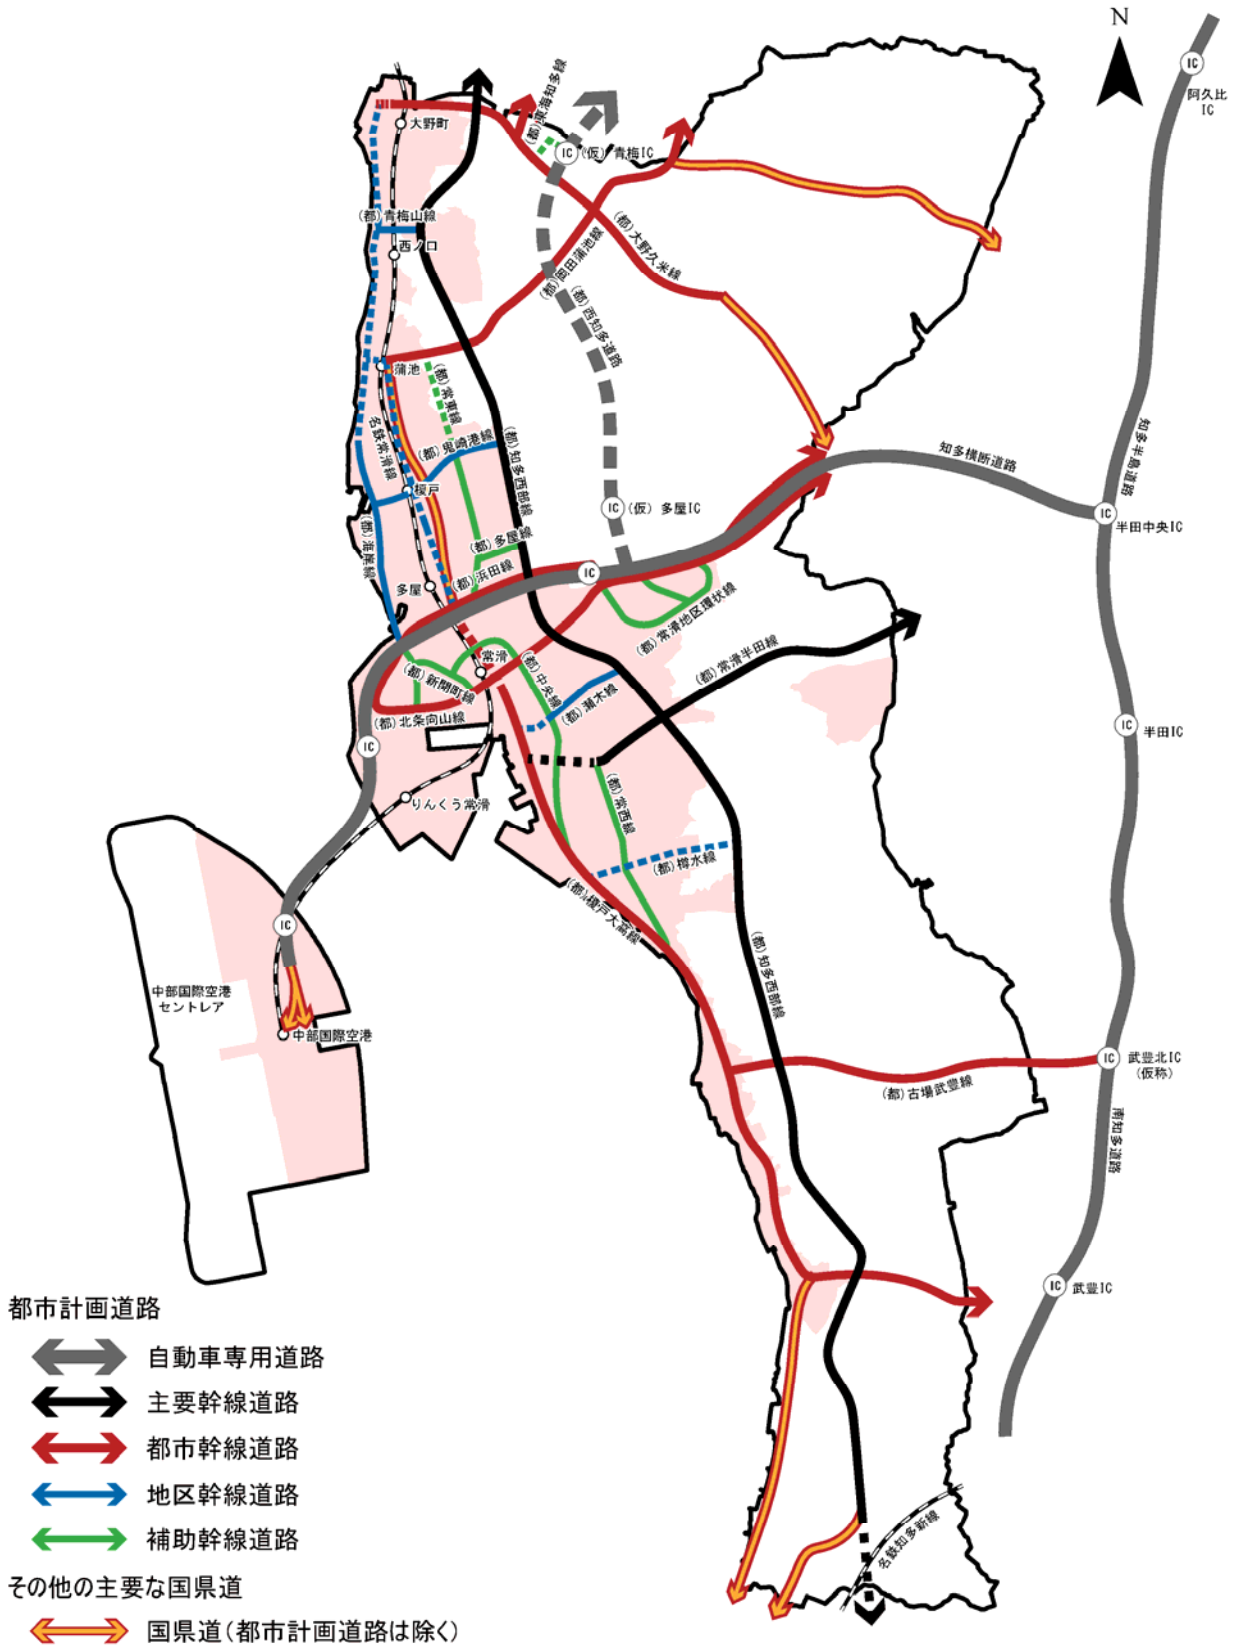 N
IC
阿久比
IC
(都)東海知多線
大野町
IC
(仮)青梅IC
(都)青梅山線
西ノ口
(都)大野久米線
(都)岡田蒲池線
(都)西知多道路
蒲池
(都)常東線
名鉄常滑線
(都)鬼崎港線
(都)知多西部線
知多横断道路
知多半島道路
榎戸
IC
(仮)多屋IC
IC
半田中央IC
(都)海岸線
(都)多屋線
(都)浜田線
IC
多屋
(都)常滑地区環状線
常滑
(都)新開町線
(都)中央線
(都)常滑半田線
(都)瀬木線
(都)北条向山線
IC
IC
半田IC
りんくう常滑
(都)常西線
(都)樽水線
(都)榎戸大高線
IC
(都)知多西部線
中部国際空港
セントレア
中部国際空港
IC
武豊北IC
(仮称)
(都)古場武豊線
南知多道路
IC
武豊IC
名鉄知多新線
都市計画道路
自動車専用道路
主要幹線道路
都市幹線道路
地区幹線道路
補助幹線道路
その他の主要な国県道
国県道(都市計画道路は除く)